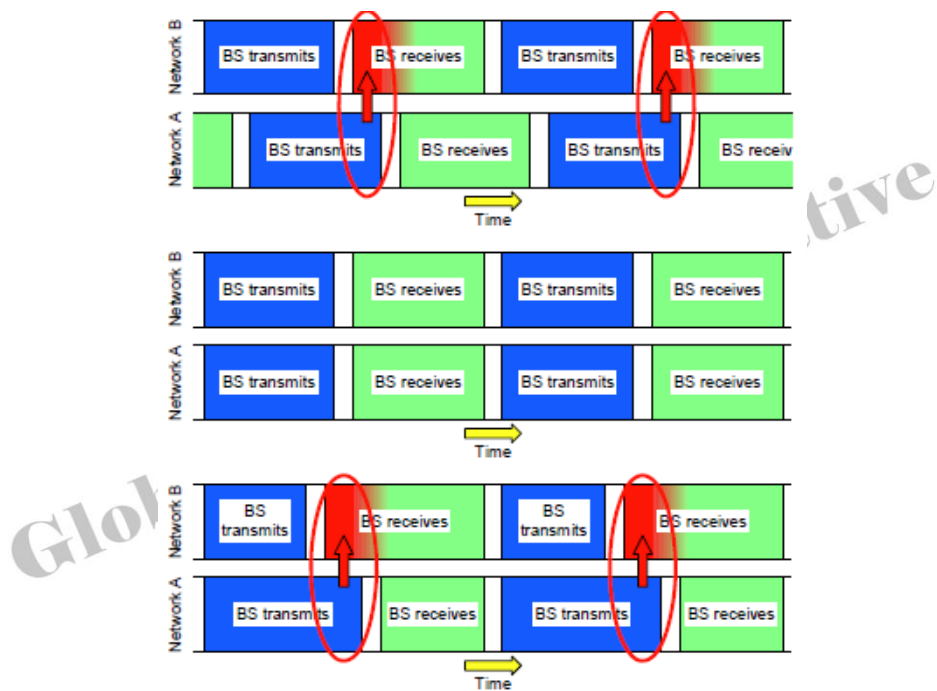 Network B
BS transmits
BS receives
BS transmits
BS receives
Network A
BS transmits
BS receives
BS transmits
BS receiv
Time
Network B
BS transmits
BS receives
BS transmits
BS receives
Network A
BS transmits
BS receives
BS transmits
BS receives
Time
Network B
BS
transmits
BS receives
BS
transmits
BS receives
Network A
BS transmits
BS receives
BS transmits
BS receives
Time
Glob
ctive